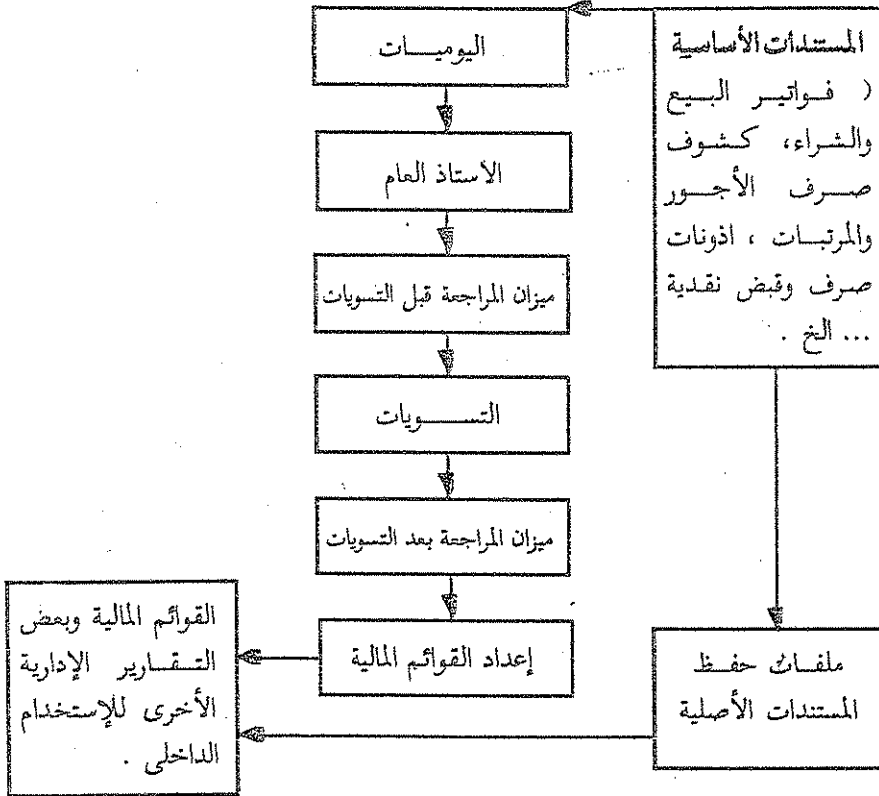 المستندات الأساسية
( فواتير البيع
والشراء، كشوف
صرف الأجور
والمرتبات ، اذونات
صرف وقبض نقدية
... الخ .
اليوميات
الاستاذ العام
ميزان المراجعة قبل التسويات
التسويات
ميزان المراجعة بعد التسويات
إعداد القوائم المالية
ملفات حفظ
المستندات الأصلية
القوائم المالية وبعض
التقارير الإدارية
الأخرى للإستخدام
الداخلى .